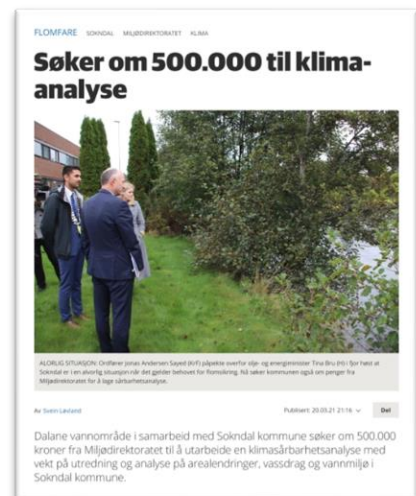 FLOMFARE SOKNDAL MILJØDIREKTORATET KLIMA
Søker om 500.000 til klima-
analyse
ALORLIG SITUASJON: Ordfører Jonas Andersen Sayed (KrF) påpekte overfor olje- og energiminister Tina Bru (H) i fjor høst at
Sokndal er i en alvorlig situasjon når det gjelder behovet for flomsikring. Nå søker kommunen også om penger fra
Miljødirektoratet for å lage sårbarhetsanalyse.
Av Svein Løvland Publisert: 20.03.21 21:16 Del
Dalane vannområde i samarbeid med Sokndal kommune søker om 500.000
kroner fra Miljødirektoratet til å utarbeide en klimasårbarhetsanalyse med
vekt på utredning og analyse på arealendringer, vassdrag og vannmiljø i
Sokndal kommune.